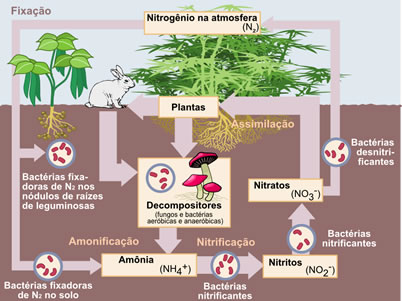 Fixação
Nitrogênio na atmosfera
(N₂)
Plantas
Assimilação
Bactérias
desnitri-
ficantes
Bactérias fixa-
doras de N₂ nos
nódulos de raízes
de leguminosas
Decompositores
(fungos e bactérias
aeróbicas e anaeróbicas)
Nitratos
(NO₃⁻)
Bactérias
nitrificantes
Amonificação
Nitrificação
Amônia
(NH₄⁺)
Nitritos
(NO₂⁻)
Bactérias fixadoras
de N₂ no solo
Bactérias
nitrificantes